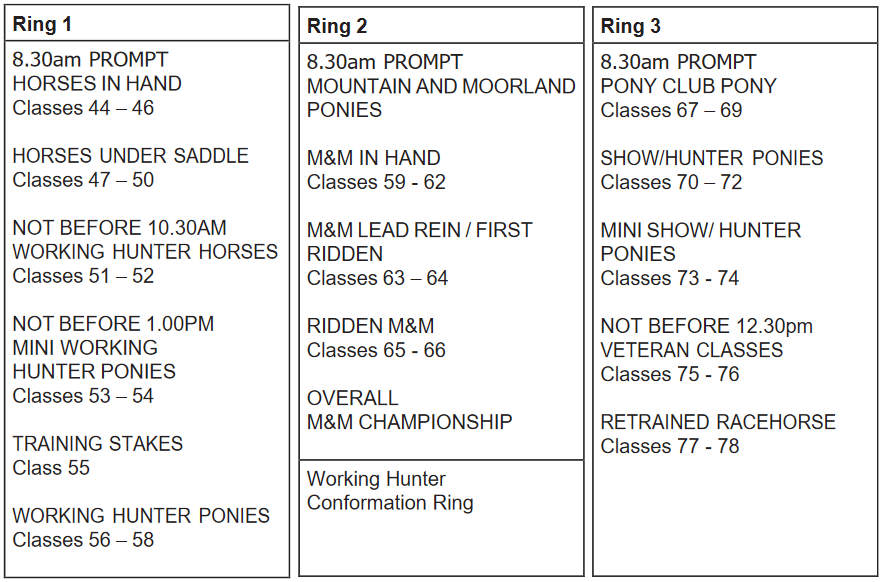 Ring 1
8.30am PROMPT
HORSES IN HAND
Classes 44 – 46
HORSES UNDER SADDLE
Classes 47 – 50
NOT BEFORE 10.30AM
WORKING HUNTER HORSES
Classes 51 – 52
NOT BEFORE 1.00PM
MINI WORKING
HUNTER PONIES
Classes 53 – 54
TRAINING STAKES
Class 55
WORKING HUNTER PONIES
Classes 56 – 58
Ring 2
8.30am PROMPT
MOUNTAIN AND MOORLAND
PONIES
M&M IN HAND
Classes 59 - 62
M&M LEAD REIN / FIRST
RIDDEN
Classes 63 – 64
RIDDEN M&M
Classes 65 - 66
OVERALL
M&M CHAMPIONSHIP
Working Hunter
Conformation Ring
Ring 3
8.30am PROMPT
PONY CLUB PONY
Classes 67 – 69
SHOW/HUNTER PONIES
Classes 70 – 72
MINI SHOW/ HUNTER
PONIES
Classes 73 - 74
NOT BEFORE 12.30pm
VETERAN CLASSES
Classes 75 - 76
RETRAINED RACEHORSE
Classes 77 - 78